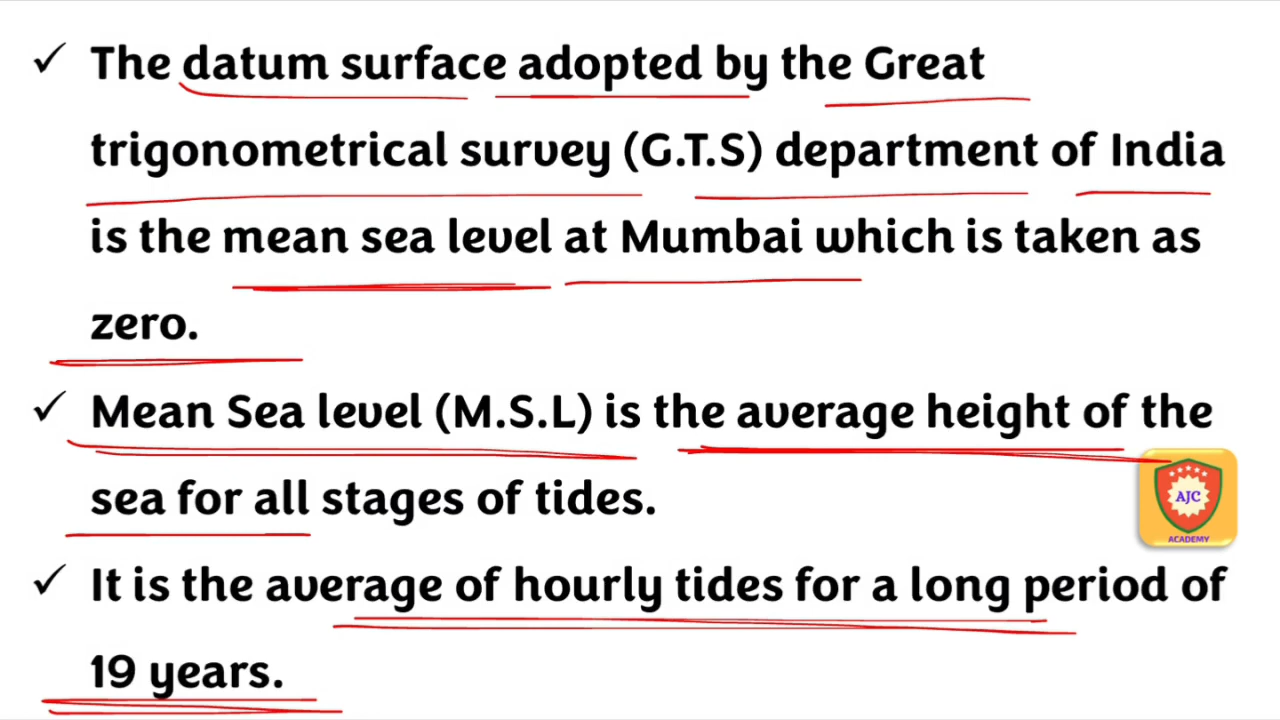 ✓ The datum surface adopted by the Great
trigonometrical survey (G.T.S) department of India
is the mean sea level at Mumbai which is taken as
zero.
✓ Mean Sea level (M.S.L) is the average height of the
sea for all stages of tides.
AJC
ACADEMY
✓ It is the average of hourly tides for a long period of
19 years.